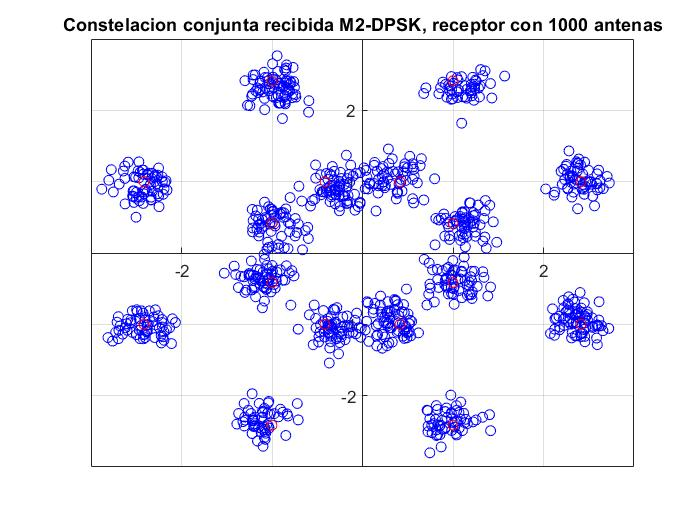 Constelacion conjunta recibida M2-DPSK, receptor con 1000 antenas
2
-2
2
-2